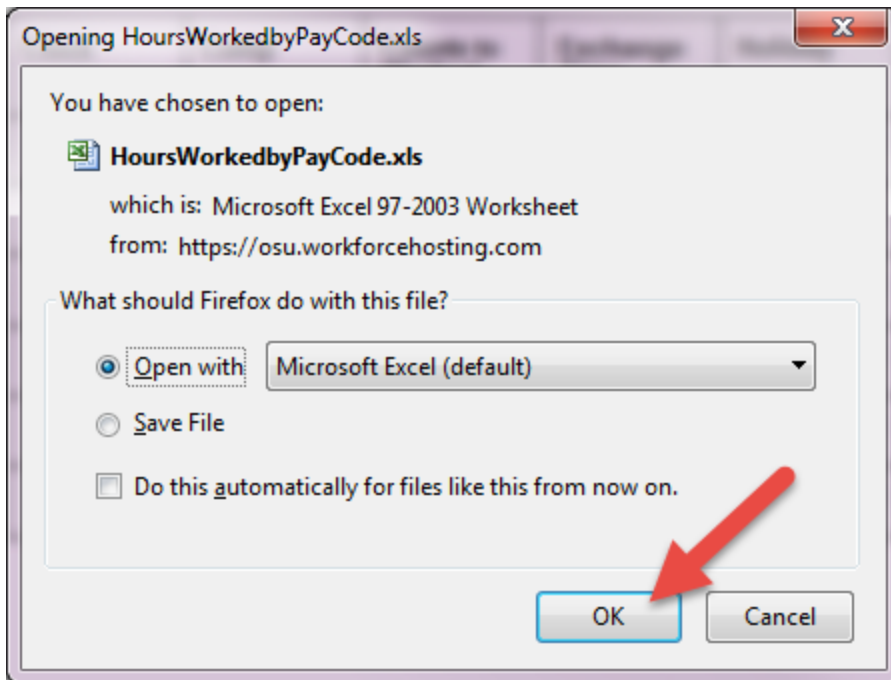 Opening HoursWorkedbyPayCode.xls
You have chosen to open:
HoursWorkedbyPayCode.xls
which is: Microsoft Excel 97-2003 Worksheet
from: https://osu.workforcehosting.com
What should Firefox do with this file?
Open with Microsoft Excel (default)
Save File
Do this automatically for files like this from now on.
OK Cancel